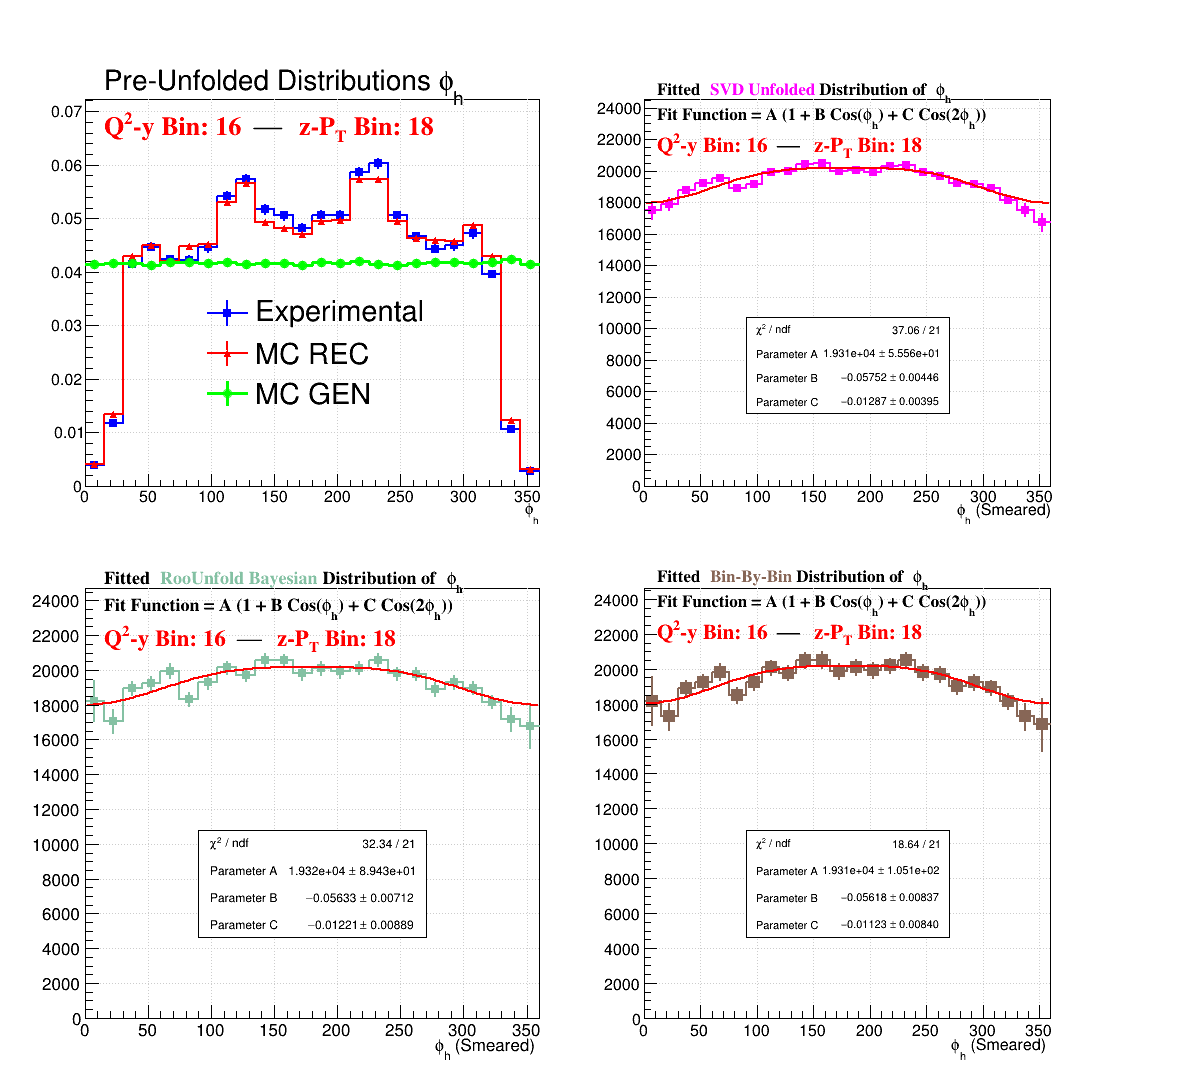 Pre-Unfolded Distributions ϕh
Q2-y Bin: 16 — z-PT Bin: 18
0.07
0.06
0.05
0.04
0.03
0.02
0.01
0
Experimental
MC REC
MC GEN
0 50 100 150 200 250 300
ϕh
Fitted SVD Unfolded Distribution of ϕh
Fit Function = A (1 + B Cos(ϕh) + C Cos(2ϕh))
Q2-y Bin: 16 — z-PT Bin: 18
24000
22000
20000
18000
16000
14000
12000
10000
8000
6000
4000
2000
0
χ2 / ndf 37.06 / 21
Parameter A 1.931e+04 ± 5.556e+01
Parameter B −0.05752 ± 0.00446
Parameter C −0.01287 ± 0.00395
0 50 100 150 200 250 300 350
ϕh (Smeared)
Fitted RooUnfold Bayesian Distribution of ϕh
Fit Function = A (1 + B Cos(ϕh) + C Cos(2ϕh))
Q2-y Bin: 16 — z-PT Bin: 18
24000
22000
20000
18000
16000
14000
12000
10000
8000
6000
4000
2000
0
χ2 / ndf 32.34 / 21
Parameter A 1.932e+04 ± 8.943e+01
Parameter B −0.05633 ± 0.00712
Parameter C −0.01221 ± 0.00889
0 50 100 150 200 250 300 350
ϕh (Smeared)
Fitted Bin-By-Bin Distribution of ϕh
Fit Function = A (1 + B Cos(ϕh) + C Cos(2ϕh))
Q2-y Bin: 16 — z-PT Bin: 18
24000
22000
20000
18000
16000
14000
12000
10000
8000
6000
4000
2000
0
χ2 / ndf 18.64 / 21
Parameter A 1.931e+04 ± 1.051e+02
Parameter B −0.05618 ± 0.00837
Parameter C −0.01123 ± 0.00840
0 50 100 150 200 250 300 350
ϕh (Smeared)